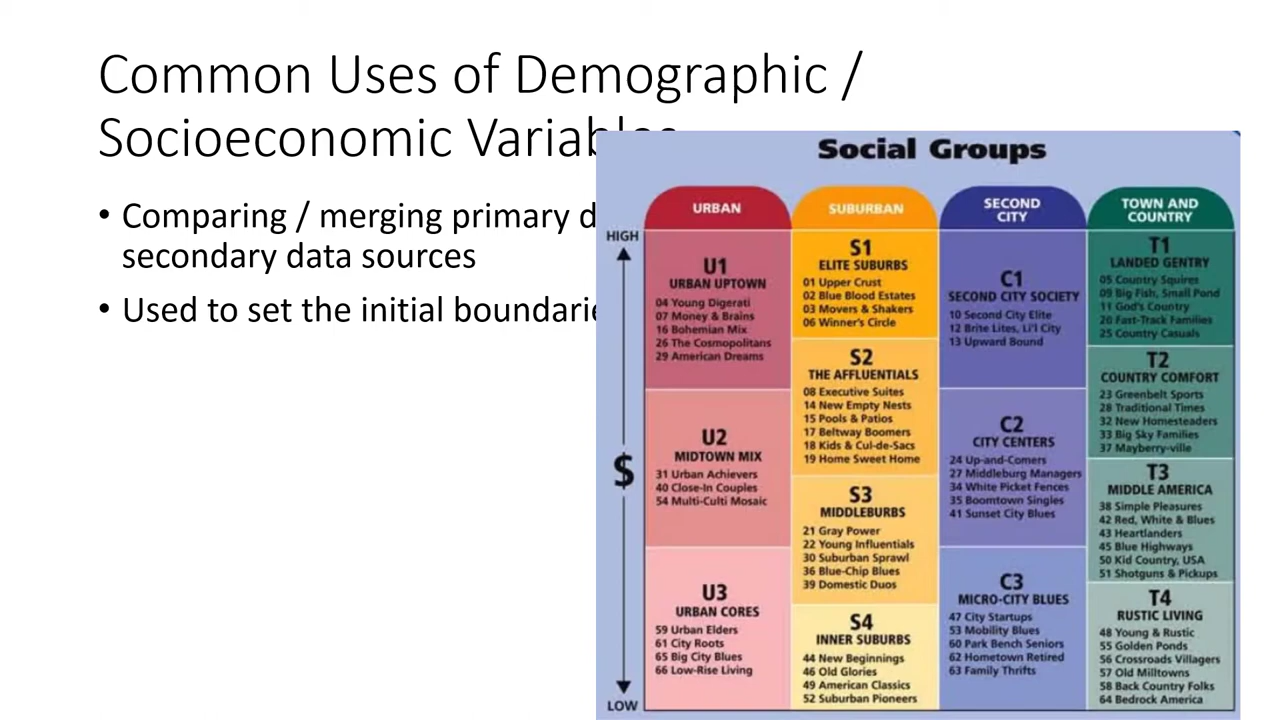 Common Uses of Demographic /
Socioeconomic Variables
• Comparing / merging primary d
secondary data sources
• Used to set the initial boundarie
Social Groups
HIGH
$
LOW
URBAN
U1
URBAN UPTOWN
04 Young Digerati
07 Money & Brains
16 Bohemian Mix
26 The Cosmopolitans
29 American Dreams
U2
MIDTOWN MIX
31 Urban Achievers
40 Close-In Couples
54 Multi-Culti Mosaic
U3
URBAN CORES
59 Urban Elders
61 City Roots
65 Big City Blues
66 Low-Rise Living
SUBURBAN
S1
ELITE SUBURBS
01 Upper Crust
02 Blue Blood Estates
03 Movers & Shakers
06 Winner's Circle
S2
THE AFFLUENTIALS
08 Executive Suites
14 New Empty Nests
15 Pools & Patios
17 Beltway Boomers
18 Kids & Cul-de-Sacs
19 Home Sweet Home
S3
MIDDLEBURBS
21 Gray Power
22 Young Influentials
30 Suburban Sprawl
36 Blue-Chip Blues
39 Domestic Duos
S4
INNER SUBURBS
44 New Beginnings
46 Old Glories
49 American Classics
52 Suburban Pioneers
SECOND
CITY
C1
SECOND CITY SOCIETY
10 Second City Elite
12 Brite Lites, Li'l City
13 Upward Bound
C2
CITY CENTERS
24 Up-and-Comers
27 Middleburg Managers
34 White Picket Fences
35 Boomtown Singles
41 Sunset City Blues
C3
MICRO-CITY BLUES
47 City Startups
53 Mobility Blues
60 Park Bench Seniors
62 Hometown Retired
63 Family Thrifts
TOWN AND
COUNTRY
T1
LANDED GENTRY
05 Country Squires
09 Big Fish, Small Pond
11 God's Country
20 Fast-Track Families
25 Country Casuals
T2
COUNTRY COMFORT
23 Greenbelt Sports
28 Traditional Times
32 New Homesteaders
33 Big Sky Families
37 Mayberry-ville
T3
MIDDLE AMERICA
38 Simple Pleasures
42 Red, White & Blues
43 Heartlanders
45 Blue Highways
50 Kid Country, USA
51 Shotguns & Pickups
T4
RUSTIC LIVING
48 Young & Rustic
55 Golden Ponds
56 Crossroads Villagers
57 Old Milltowns
58 Back Country Folks
64 Bedrock America